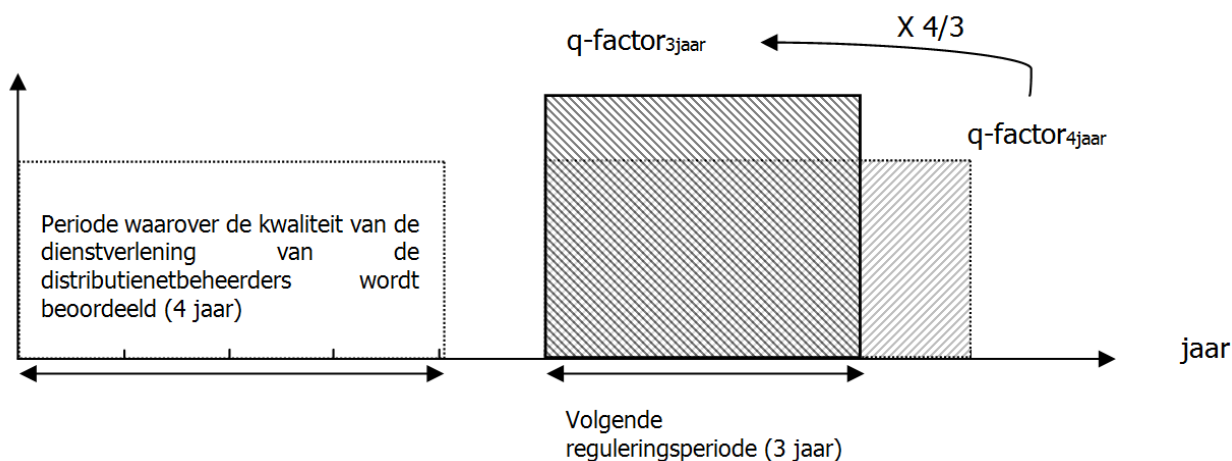 X 4/3
q-factor3jaar
q-factor4jaar
Periode waarover de kwaliteit van de
dienstverlening van de
distributienetbeheerders wordt
beoordeeld (4 jaar)
jaar
Volgende
reguleringsperiode (3 jaar)